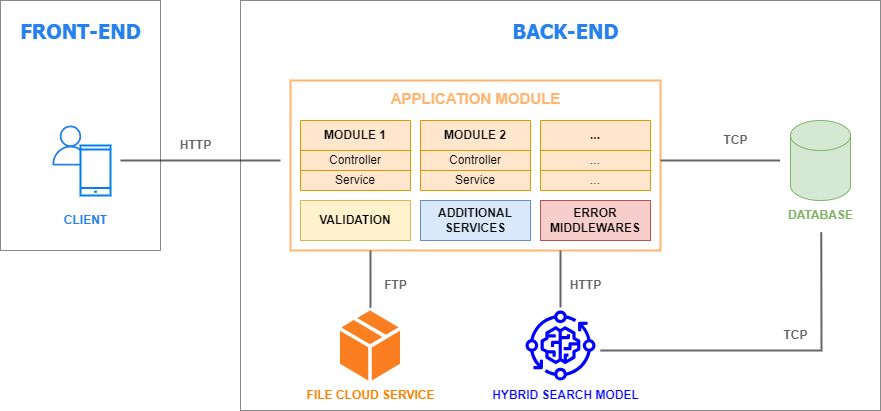 FRONT-END
BACK-END
APPLICATION MODULE
MODULE 1
MODULE 2
...
HTTP
TCP
Controller
Controller
...
Service
Service
...
CLIENT
VALIDATION
ADDITIONAL
SERVICES
ERROR
MIDDLEWARES
DATABASE
FTP
HTTP
TCP
FILE CLOUD SERVICE
HYBRID SEARCH MODEL